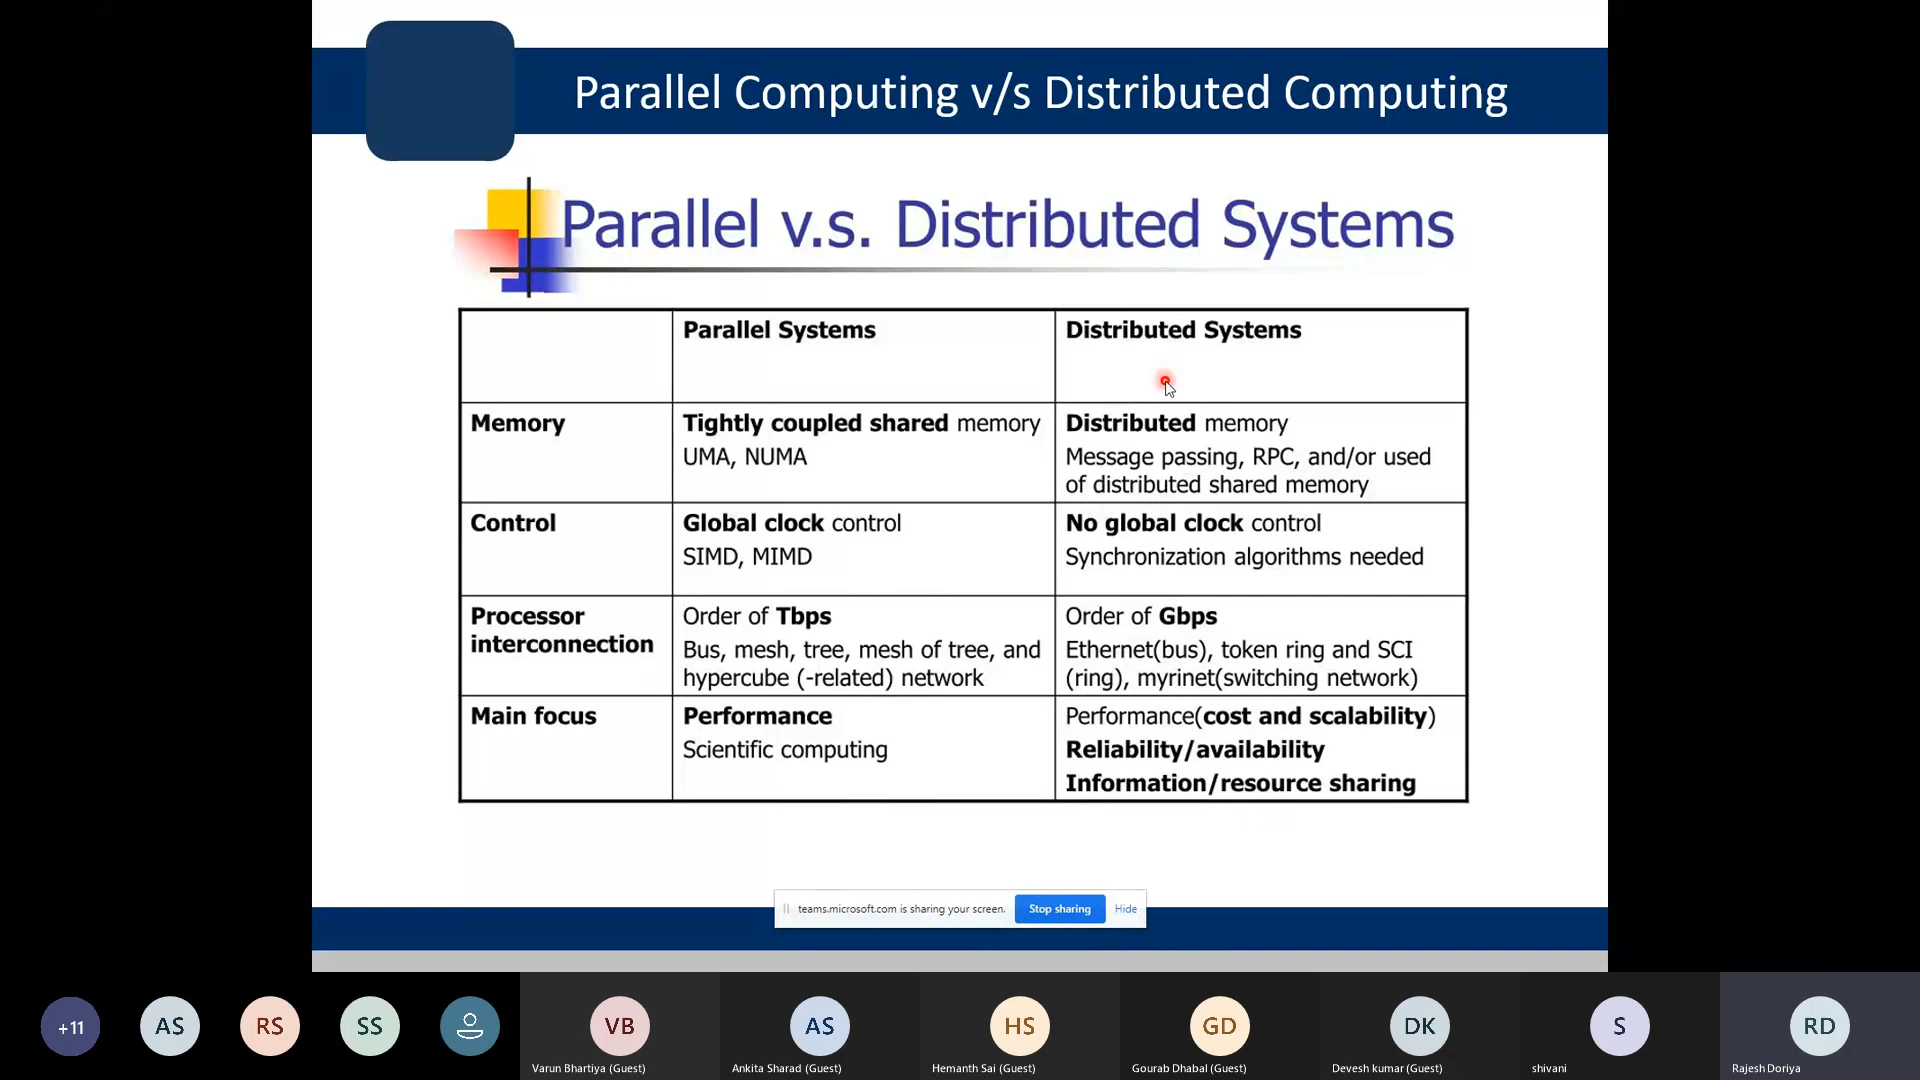 Parallel Computing v/s Distributed Computing
Parallel v.s. Distributed Systems
Parallel Systems
Distributed Systems
Memory
Tightly coupled shared memory
UMA, NUMA
Distributed memory
Message passing, RPC, and/or used
of distributed shared memory
Control
Global clock control
SIMD, MIMD
No global clock control
Synchronization algorithms needed
Processor
interconnection
Order of Tbps
Bus, mesh, tree, mesh of tree, and
hypercube (-related) network
Order of Gbps
Ethernet(bus), token ring and SCI
(ring), myrinet(switching network)
Main focus
Performance
Scientific computing
Performance(cost and scalability)
Reliability/availability
Information/resource sharing
teams.microsoft.com is sharing your screen.
Stop sharing
Hide
+11
AS
RS
SS
VB
Varun Bhartiya (Guest)
AS
Ankita Sharad (Guest)
HS
Hemanth Sai (Guest)
GD
Gourab Dhabal (Guest)
DK
Devesh kumar (Guest)
S
shivani
RD
Rajesh Doriya